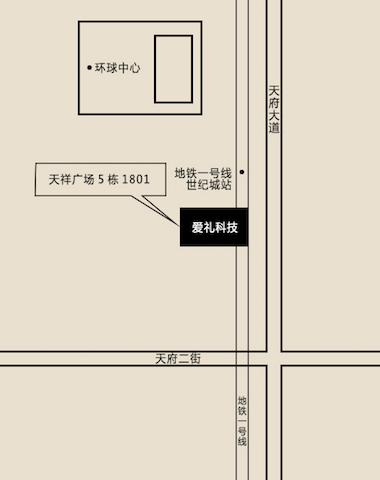 环球中心
天府大道
地铁一号线
世纪城站
天祥广场 5 栋 1801
爱礼科技
天府二街
地铁一号线